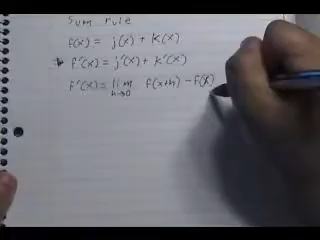 Sum rule
f(x) = j(x) + K(x)
f'(x) = j'(x) + K'(x)
f'(x) = lim h→0 f(x+h) - f(x)